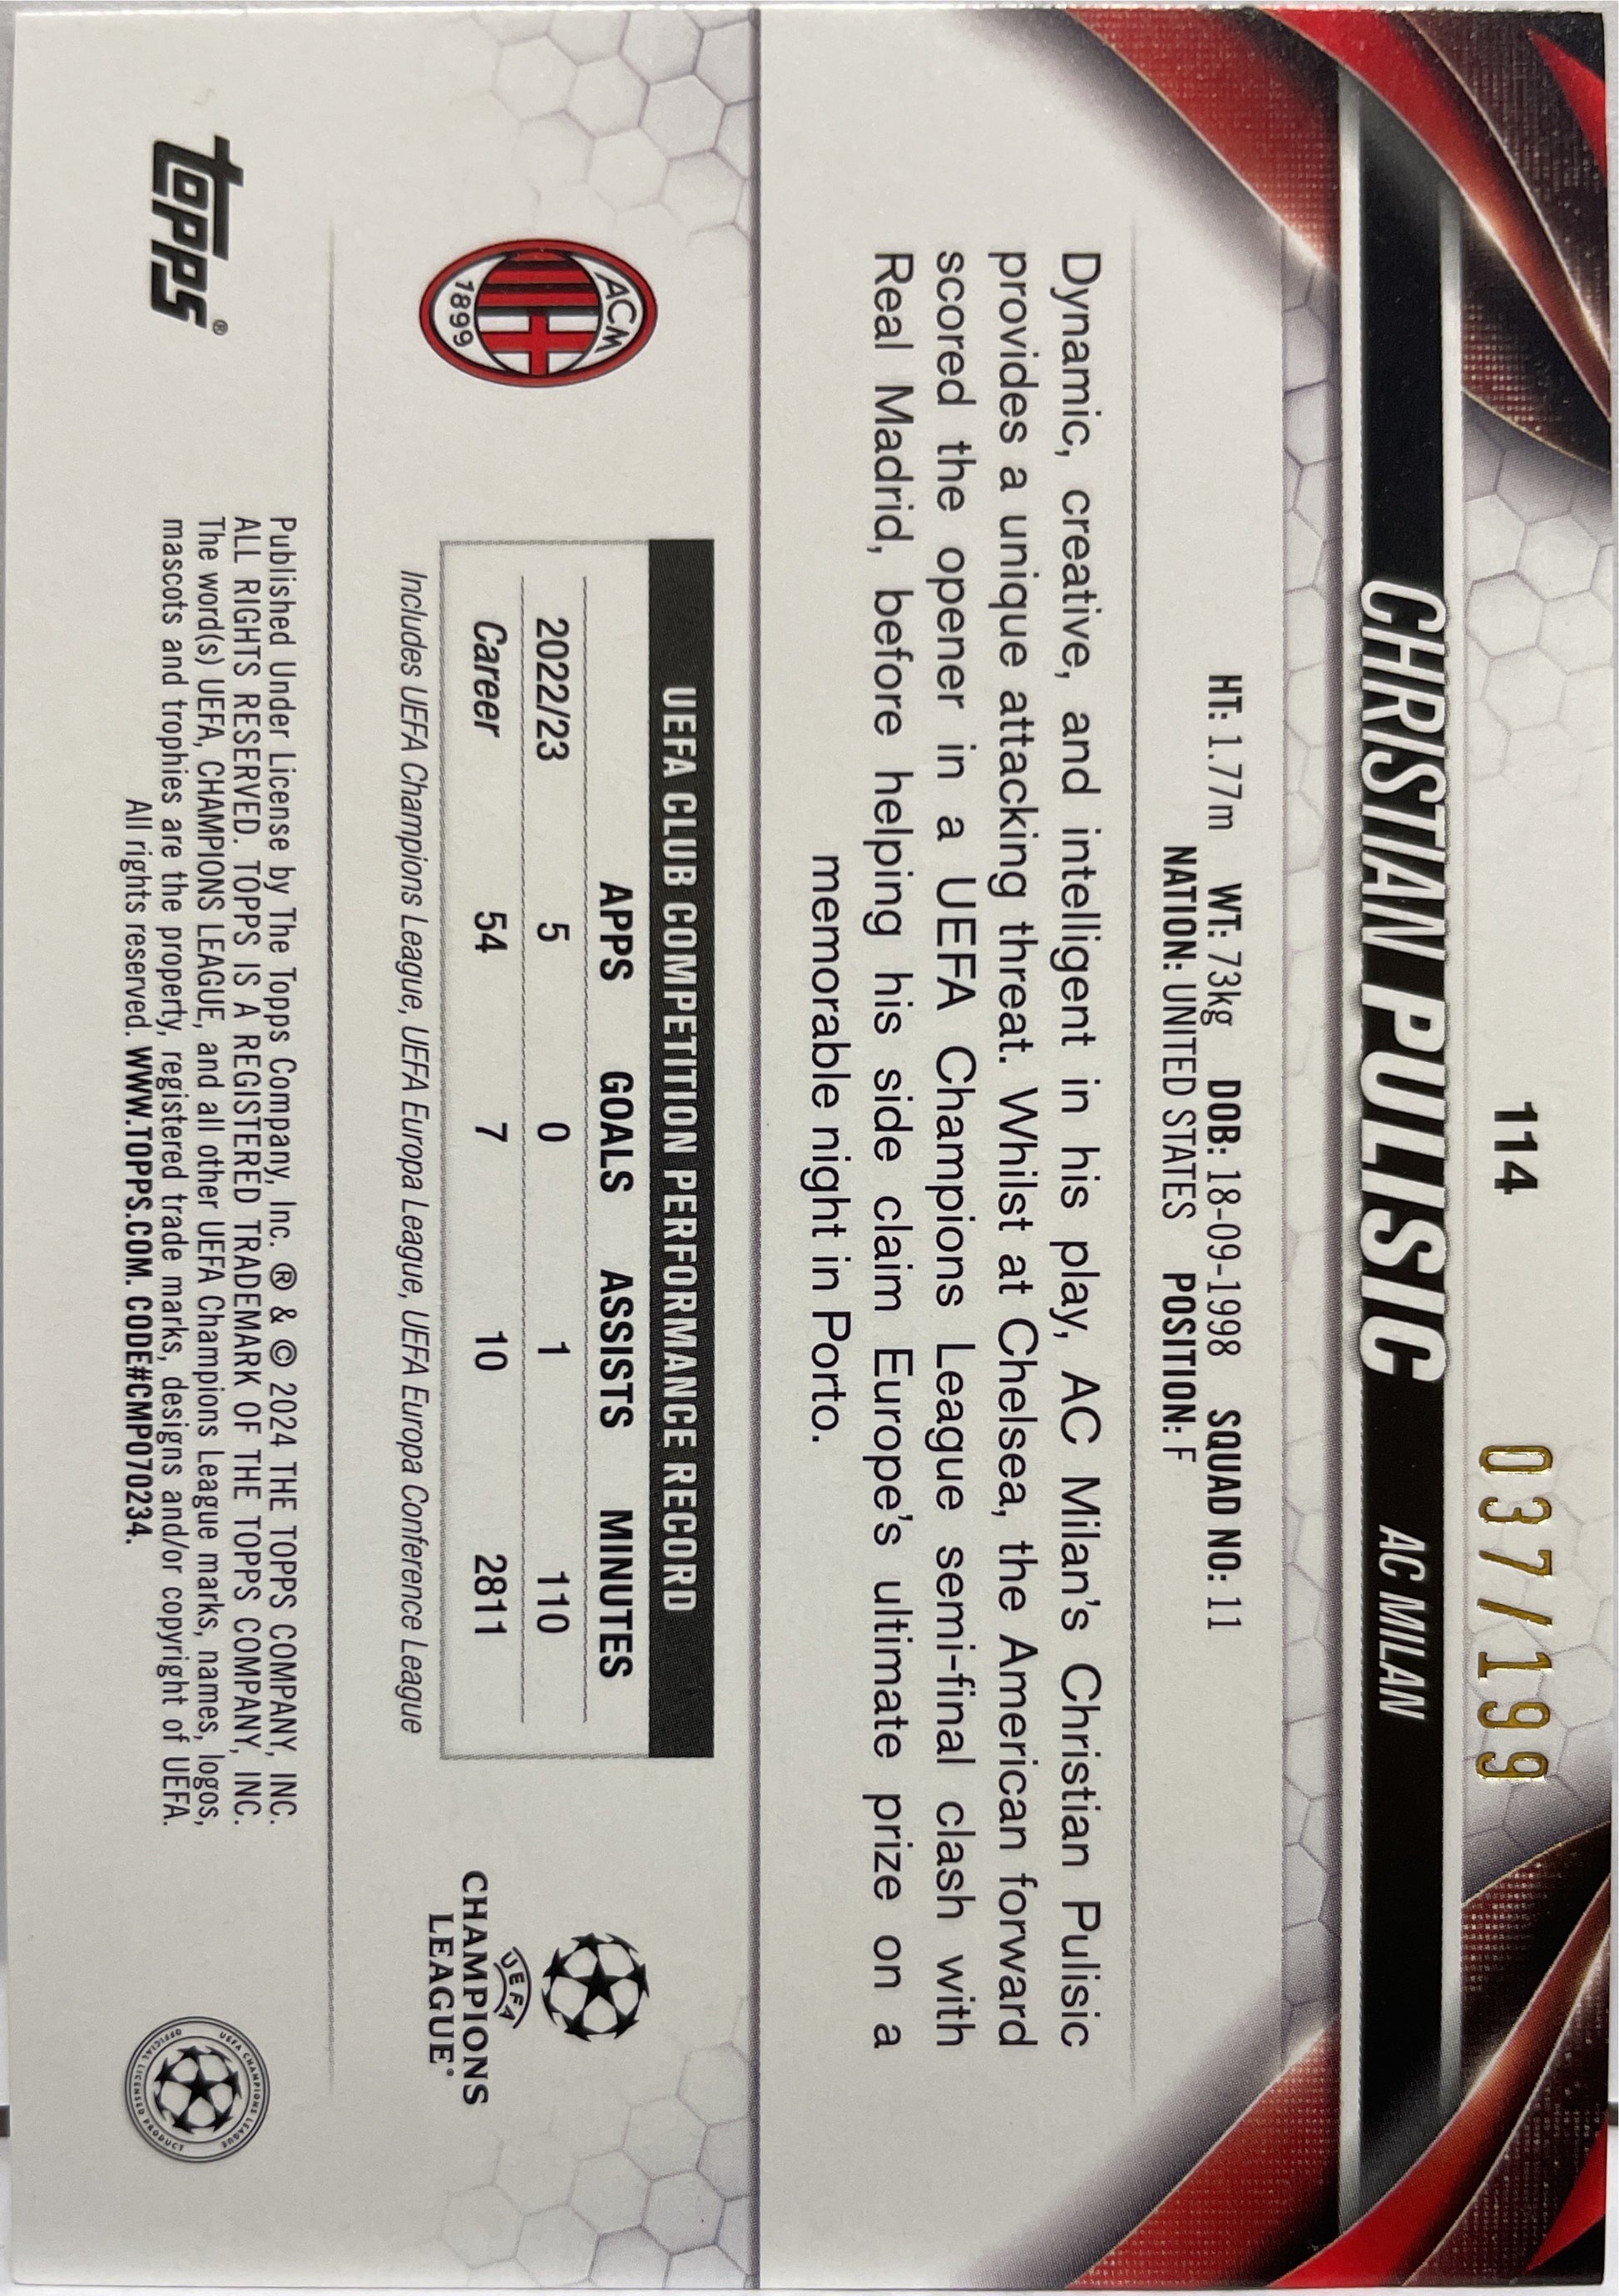 114
037/199
CHRISTIAN PULISIC AC MILAN
HT: 1.77m WT: 73kg DOB: 18-09-1998 SQUAD NO: 11
NATION: UNITED STATES POSITION: F
Dynamic, creative, and intelligent in his play, AC Milan's Christian Pulisic
provides a unique attacking threat. Whilst at Chelsea, the American forward
scored the opener in a UEFA Champions League semi-final clash with
Real Madrid, before helping his side claim Europe's ultimate prize on a
memorable night in Porto.
ACM
1899
UEFA CLUB COMPETITION PERFORMANCE RECORD
APPS GOALS ASSISTS MINUTES
2022/23 5 0 1 110
Career 54 7 10 2811
Includes UEFA Champions League, UEFA Europa League, UEFA Europa Conference League
UEFA
CHAMPIONS
LEAGUE®
topps®
Published Under License by The Topps Company, Inc. ® & © 2024 THE TOPPS COMPANY, INC.
ALL RIGHTS RESERVED. TOPPS IS A REGISTERED TRADEMARK OF THE TOPPS COMPANY, INC.
The word(s) UEFA, CHAMPIONS LEAGUE, and all other UEFA Champions League marks, names, logos,
mascots and trophies are the property, registered trade marks, designs and/or copyright of UEFA.
All rights reserved. WWW.TOPPS.COM. CODE#CMP070234.
UEFA CHAMPIONS LEAGUE
OFFICIAL LICENSED PRODUCT